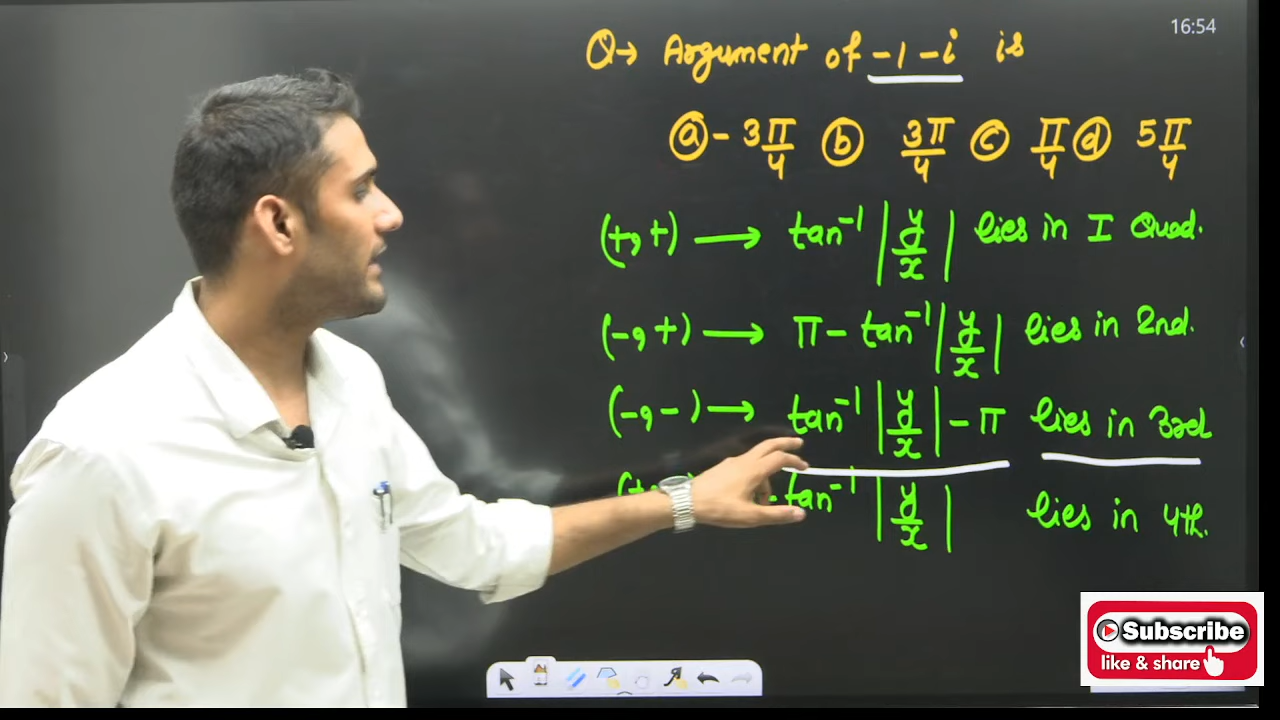 16:54
Q→ Argument of -1-i is
ⓐ -3π/4 ⓑ 3π/4 ⓒ π/4 ⓓ 5π/4
(+,+) → tan⁻¹|y/x| lies in I Quad.
(-,+) → π - tan⁻¹|y/x| lies in 2nd.
(-,-) → tan⁻¹|y/x| - π lies in 3rd
-tan⁻¹|y/x| lies in 4th.
Subscribe
like & share